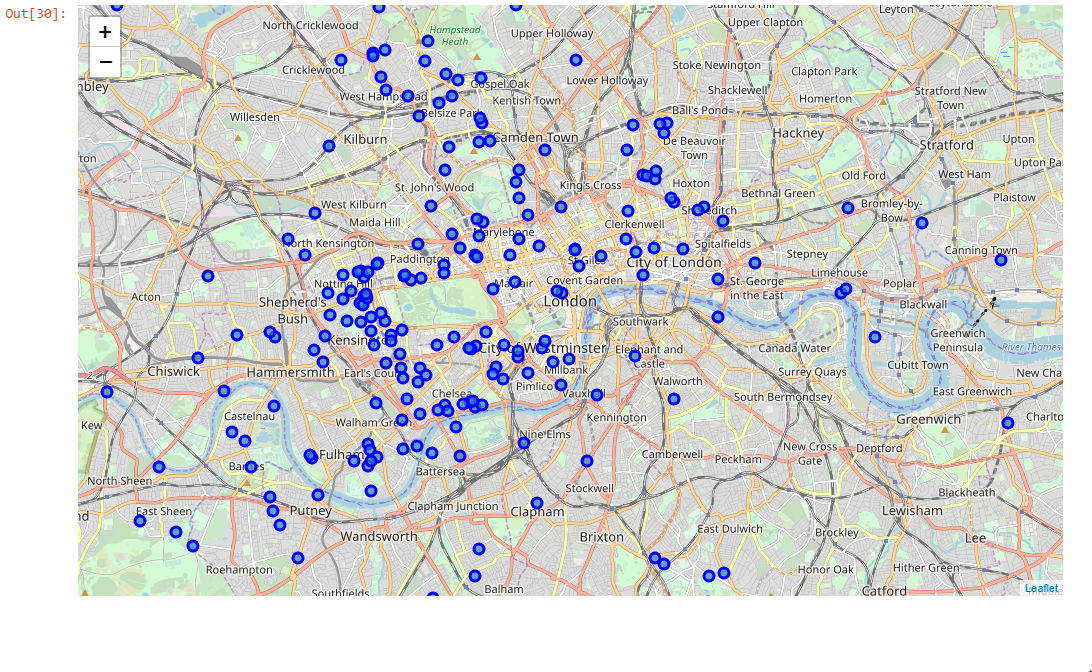 Out[30]:
+
−
North Cricklewood
Hampstead
Heath
Upper Holloway
Upper Clapton
Leyton
Cricklewood
Gospel Oak
Lower Holloway
Stoke Newington
Clapton Park
Stratford New
Town
West Hampstead
Kentish Town
Shacklewell
Homerton
Willesden
Belsize Park
Ball's Pond
Kilburn
Camden Town
De Beauvoir
Town
Hackney
Stratford
Upton
St. John's Wood
King's Cross
Hoxton
Old Ford
West Ham
Upton Pa
West Kilburn
Maida Hill
Shoreditch
Bethnal Green
Bromley-by-
Bow
Plaistow
North Kensington
Marylebone
Clerkenwell
Spitalfields
Canning Town
Paddington
St Giles
City of London
Stepney
Limehouse
Acton
Notting Hill
Mayfair
Covent Garden
St. George
in the East
Poplar
Shepherd's
Bush
London
Blackwall
Southwark
Kensington
City of Westminster
Canada Water
Greenwich
Peninsula
River Thames
Chiswick
Hammersmith
Earl's Court
Millbank
Elephant and
Castle
Surrey Quays
Cubitt Town
New Cha
Pimlico
Walworth
Chelsea
Vauxhall
South Bermondsey
East Greenwich
Castelnau
Walham Green
Kennington
Greenwich
Charlto
Kew
Nine Elms
New Cross
Gate
Deptford
Barnes
Fulham
Battersea
Camberwell
Peckham
North Sheen
Stockwell
Blackheath
East Sheen
Putney
Clapham Junction
Clapham
Lewisham
Wandsworth
Brixton
East Dulwich
Brockley
Lee
Roehampton
Honor Oak
Hither Green
Southfields
Balham
Catford
Leaflet